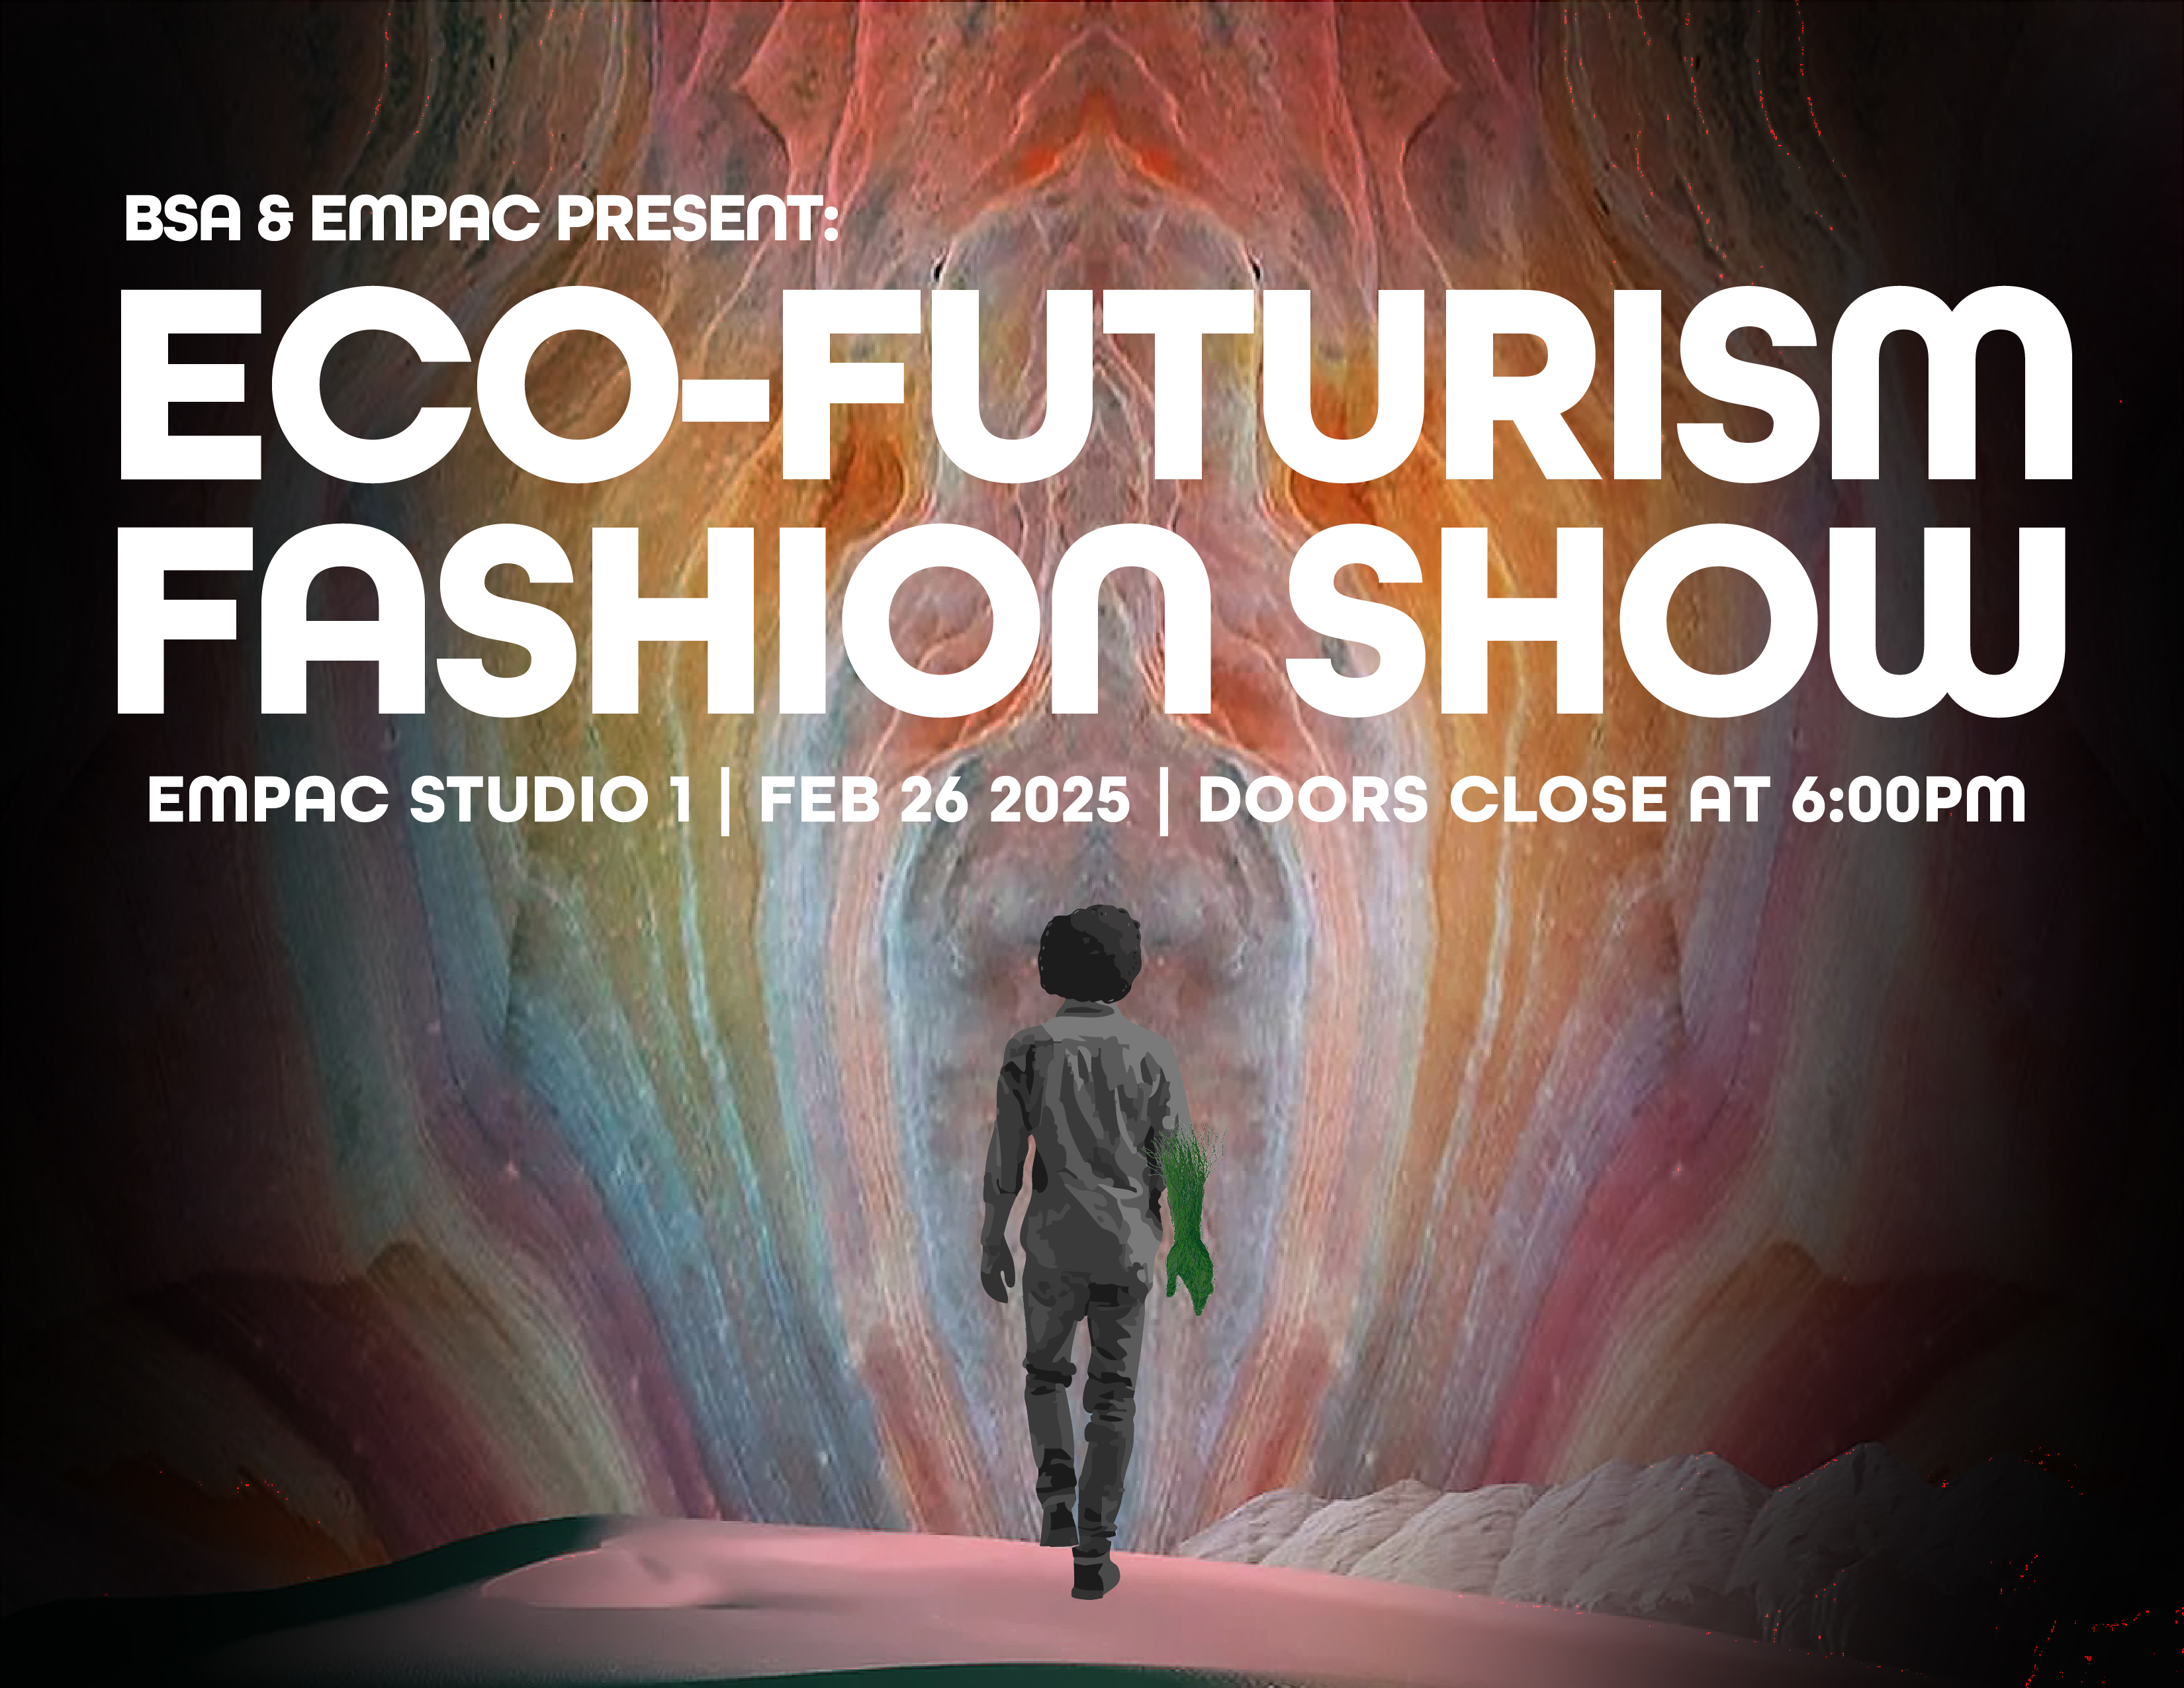 BSA & EMPAC PRESENT:
ECO-FUTURISM
FASHION SHOW
EMPAC STUDIO 1 | FEB 26 2025 | DOORS CLOSE AT 6:00PM